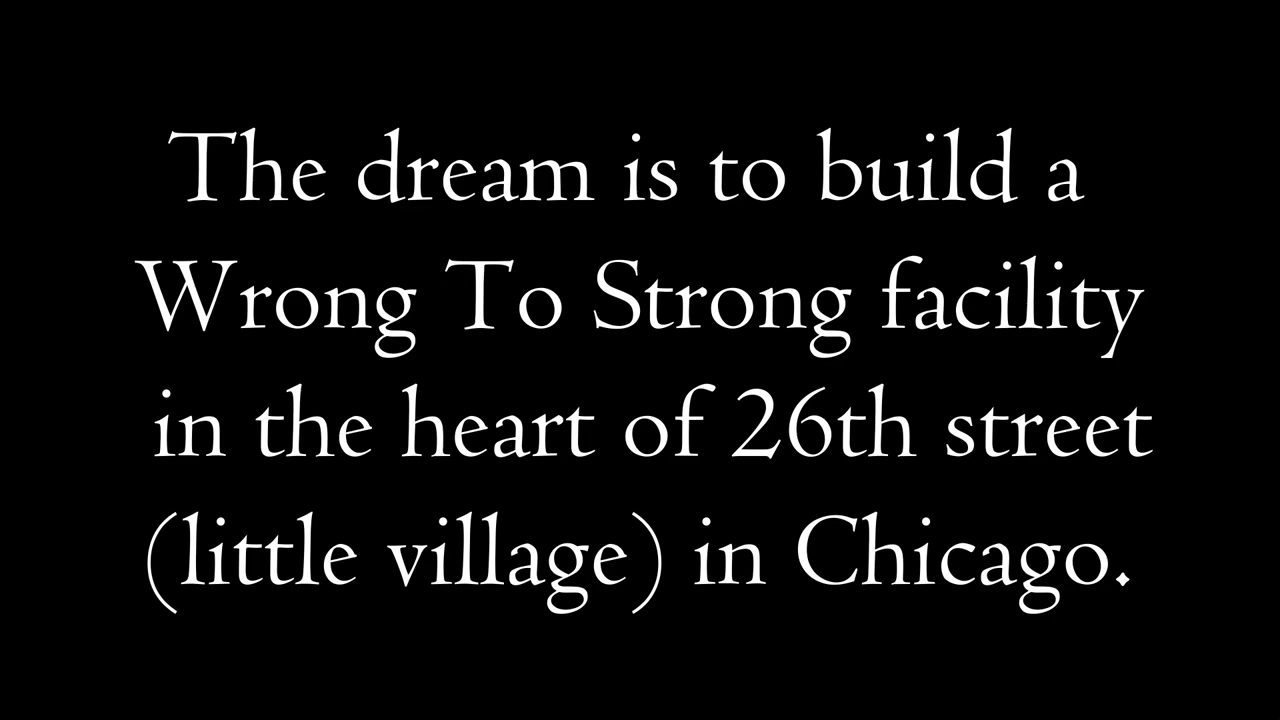 The dream is to build a
Wrong To Strong facility
in the heart of 26th street
(little village) in Chicago.